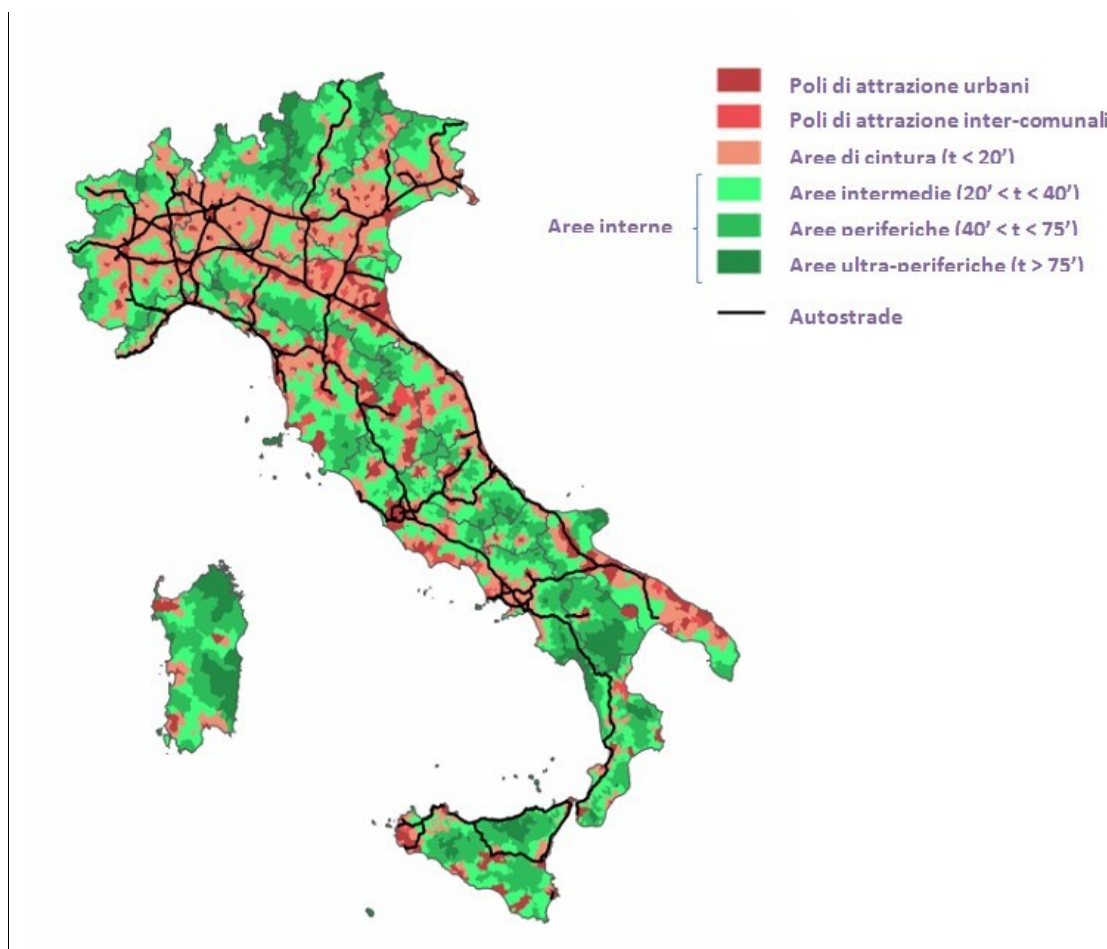 Poli di attrazione urbani
Poli di attrazione inter-comunali
Aree di cintura (t < 20')
Aree interne
Aree intermedie (20' < t < 40')
Aree periferiche (40' < t < 75')
Aree ultra-periferiche (t > 75')
Autostrade